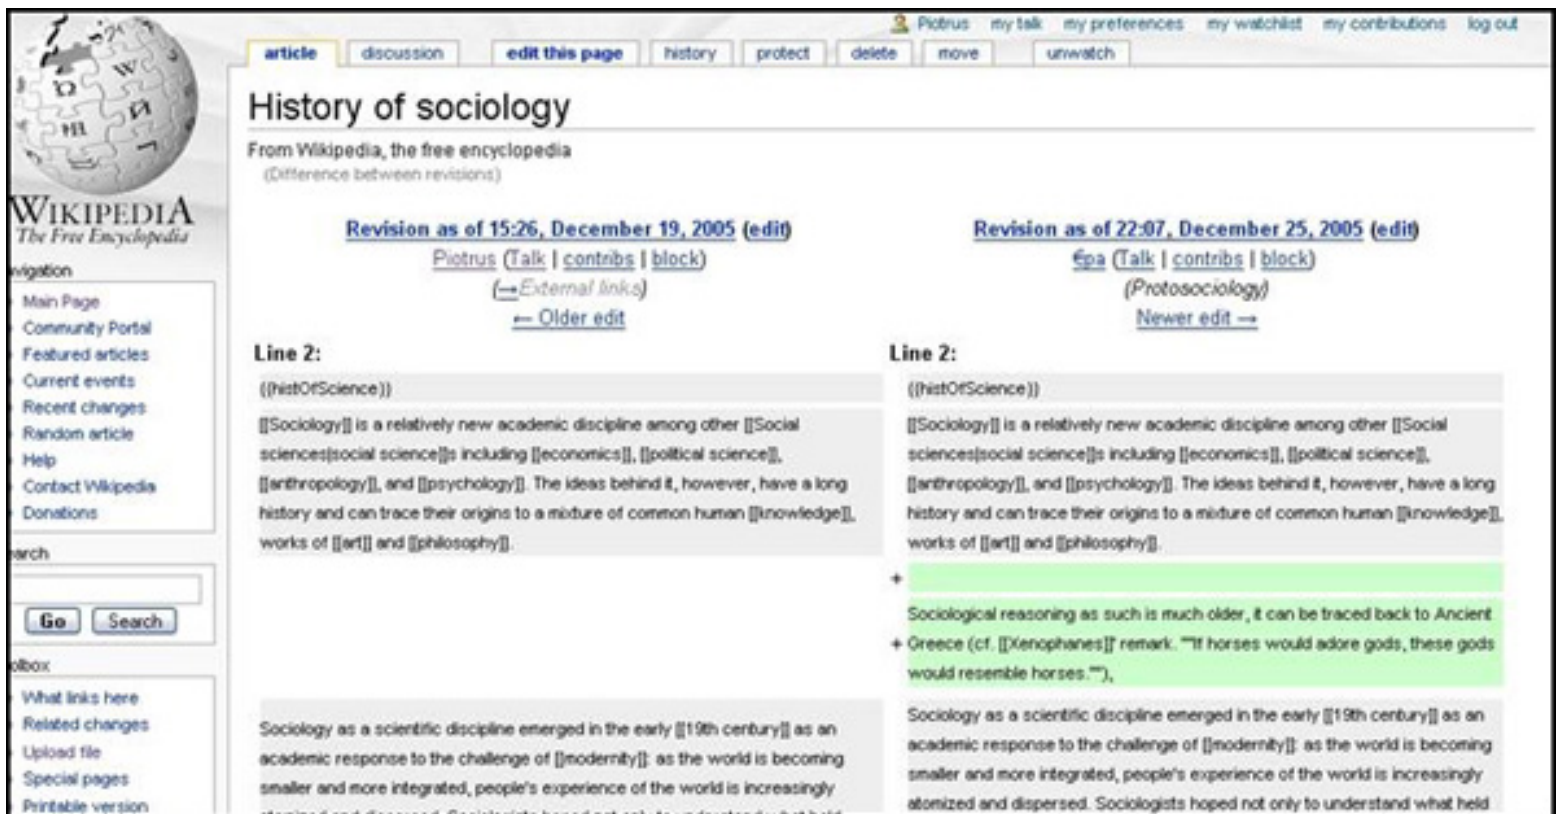 Piotrus my talk my preferences my watchlist my contributions log out
article discussion edit this page history protect delete move unwatch
History of sociology
From Wikipedia, the free encyclopedia
(Difference between revisions)
WIKIPEDIA
The Free Encyclopedia
vigation
Main Page
Community Portal
Featured articles
Current events
Recent changes
Random article
Help
Contact Wikipedia
Donations
arch
Go Search
olbox
What links here
Related changes
Upload file
Special pages
Printable version
Revision as of 15:26, December 19, 2005 (edit)
Piotrus (Talk | contribs | block)
(→External links)
← Older edit
Line 2:
{{histOfScience}}
[[Sociology]] is a relatively new academic discipline among other [[Social
sciences|social science]]s including [[economics]], [[political science]],
[[anthropology]], and [[psychology]]. The ideas behind it, however, have a long
history and can trace their origins to a mixture of common human [[knowledge]],
works of [[art]] and [[philosophy]].
Sociology as a scientific discipline emerged in the early [[19th century]] as an
academic response to the challenge of [[modernity]]: as the world is becoming
smaller and more integrated, people's experience of the world is increasingly
atomized and dispersed. Sociologists hoped not only to understand what held
Revision as of 22:07, December 25, 2005 (edit)
€pa (Talk | contribs | block)
(Protosociology)
Newer edit →
Line 2:
{{histOfScience}}
[[Sociology]] is a relatively new academic discipline among other [[Social
sciences|social science]]s including [[economics]], [[political science]],
[[anthropology]], and [[psychology]]. The ideas behind it, however, have a long
history and can trace their origins to a mixture of common human [[knowledge]],
works of [[art]] and [[philosophy]].
+
Sociological reasoning as such is much older, it can be traced back to Ancient
+ Greece (cf. [[Xenophanes]]' remark. ""If horses would adore gods, these gods
would resemble horses.""),
Sociology as a scientific discipline emerged in the early [[19th century]] as an
academic response to the challenge of [[modernity]]: as the world is becoming
smaller and more integrated, people's experience of the world is increasingly
atomized and dispersed. Sociologists hoped not only to understand what held